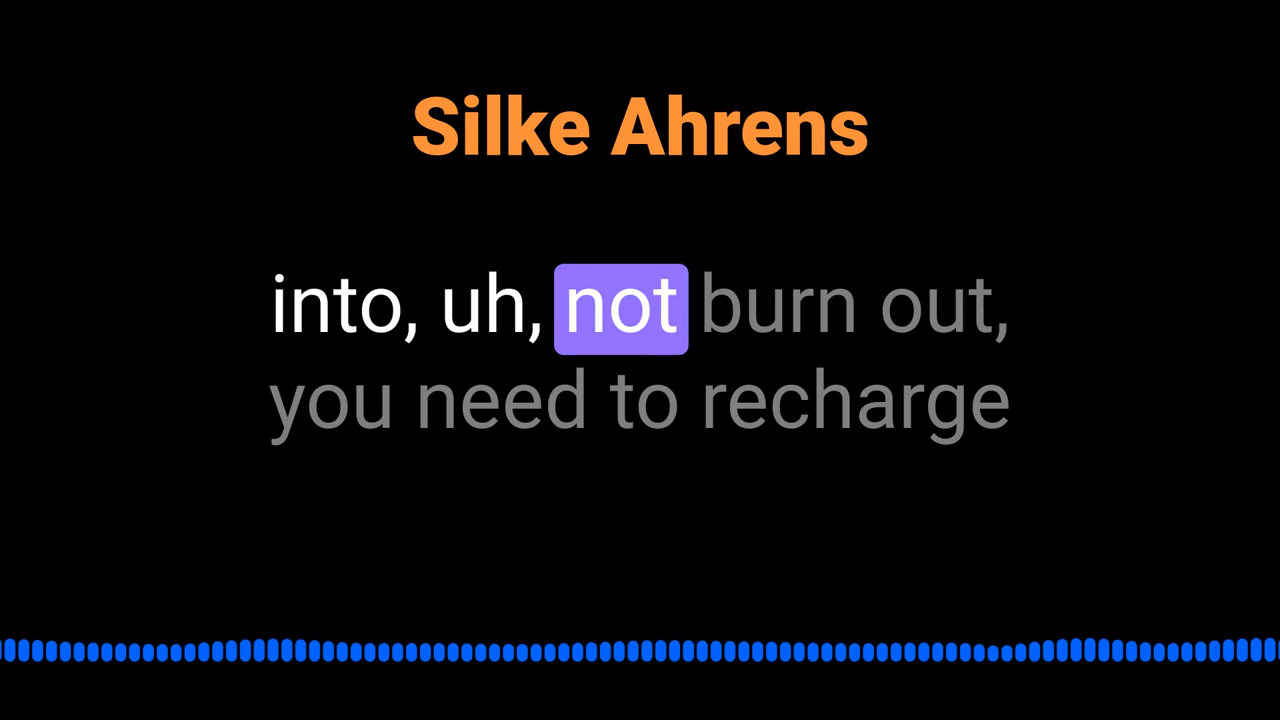 Silke Ahrens
into, uh, not burn out,
you need to recharge